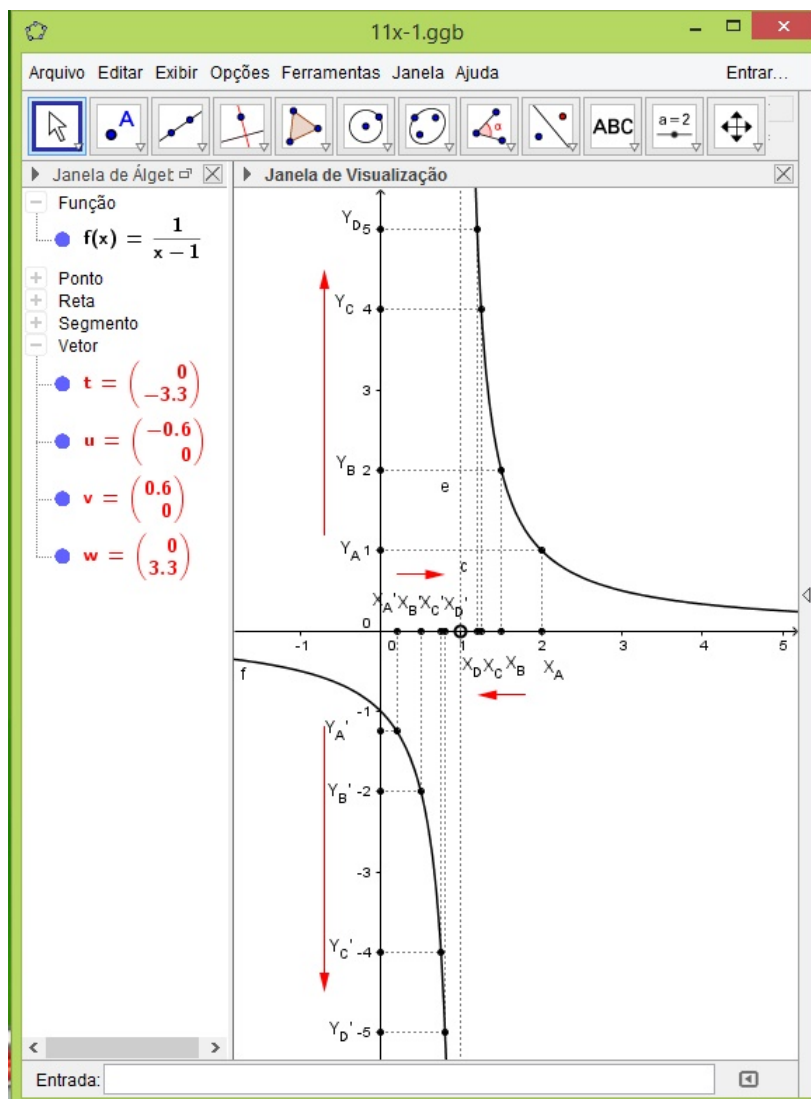 11x-1.ggb
Arquivo Editar Exibir Opções Ferramentas Janela Ajuda Entrar...
A α ABC a = 2
Janela de Álgeb
Janela de Visualização
Função
f(x) = 1 / (x − 1)
Ponto
Reta
Segmento
Vetor
t = (0 −3.3)
u = (−0.6 0)
v = (0.6 0)
w = (0 3.3)
Y_D 5
Y_C 4
3
Y_B 2
e
Y_A 1
c
X_A' X_B' X_C' X_D'
0
-1 0 1 2 3 4 5
X_D X_C X_B X_A
f
-1
Y_A'
Y_B' -2
-3
Y_C' -4
Y_D' -5
Entrada: